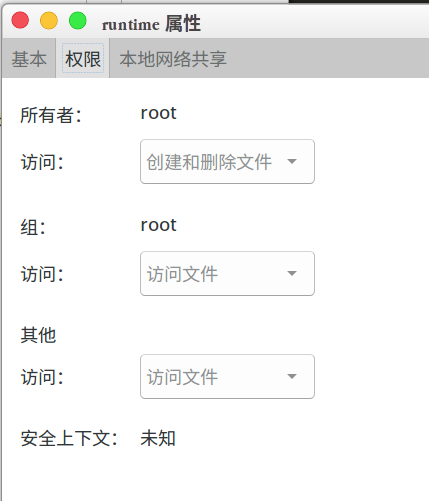 runtime 属性
基本 权限 本地网络共享
所有者: root
访问: 创建和删除文件
组: root
访问: 访问文件
其他
访问: 访问文件
安全上下文: 未知